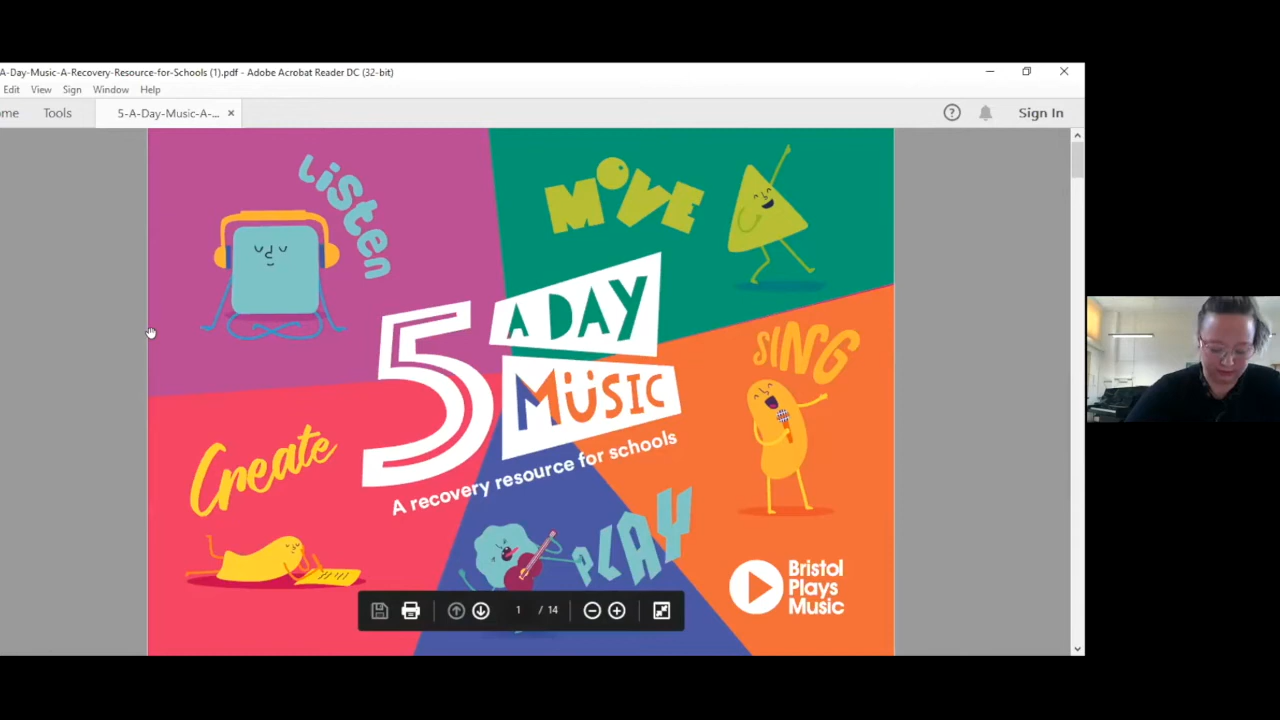 A-Day-Music-A-Recovery-Resource-for-Schools (1).pdf - Adobe Acrobat Reader DC (32-bit)
Edit View Sign Window Help
ome Tools 5-A-Day-Music-A-... × ? Sign In
Listen
MOVE
5 A DAY
MÜSIC
A recovery resource for schools
SING
Create
PLAY
Bristol
Plays
Music
1 / 14